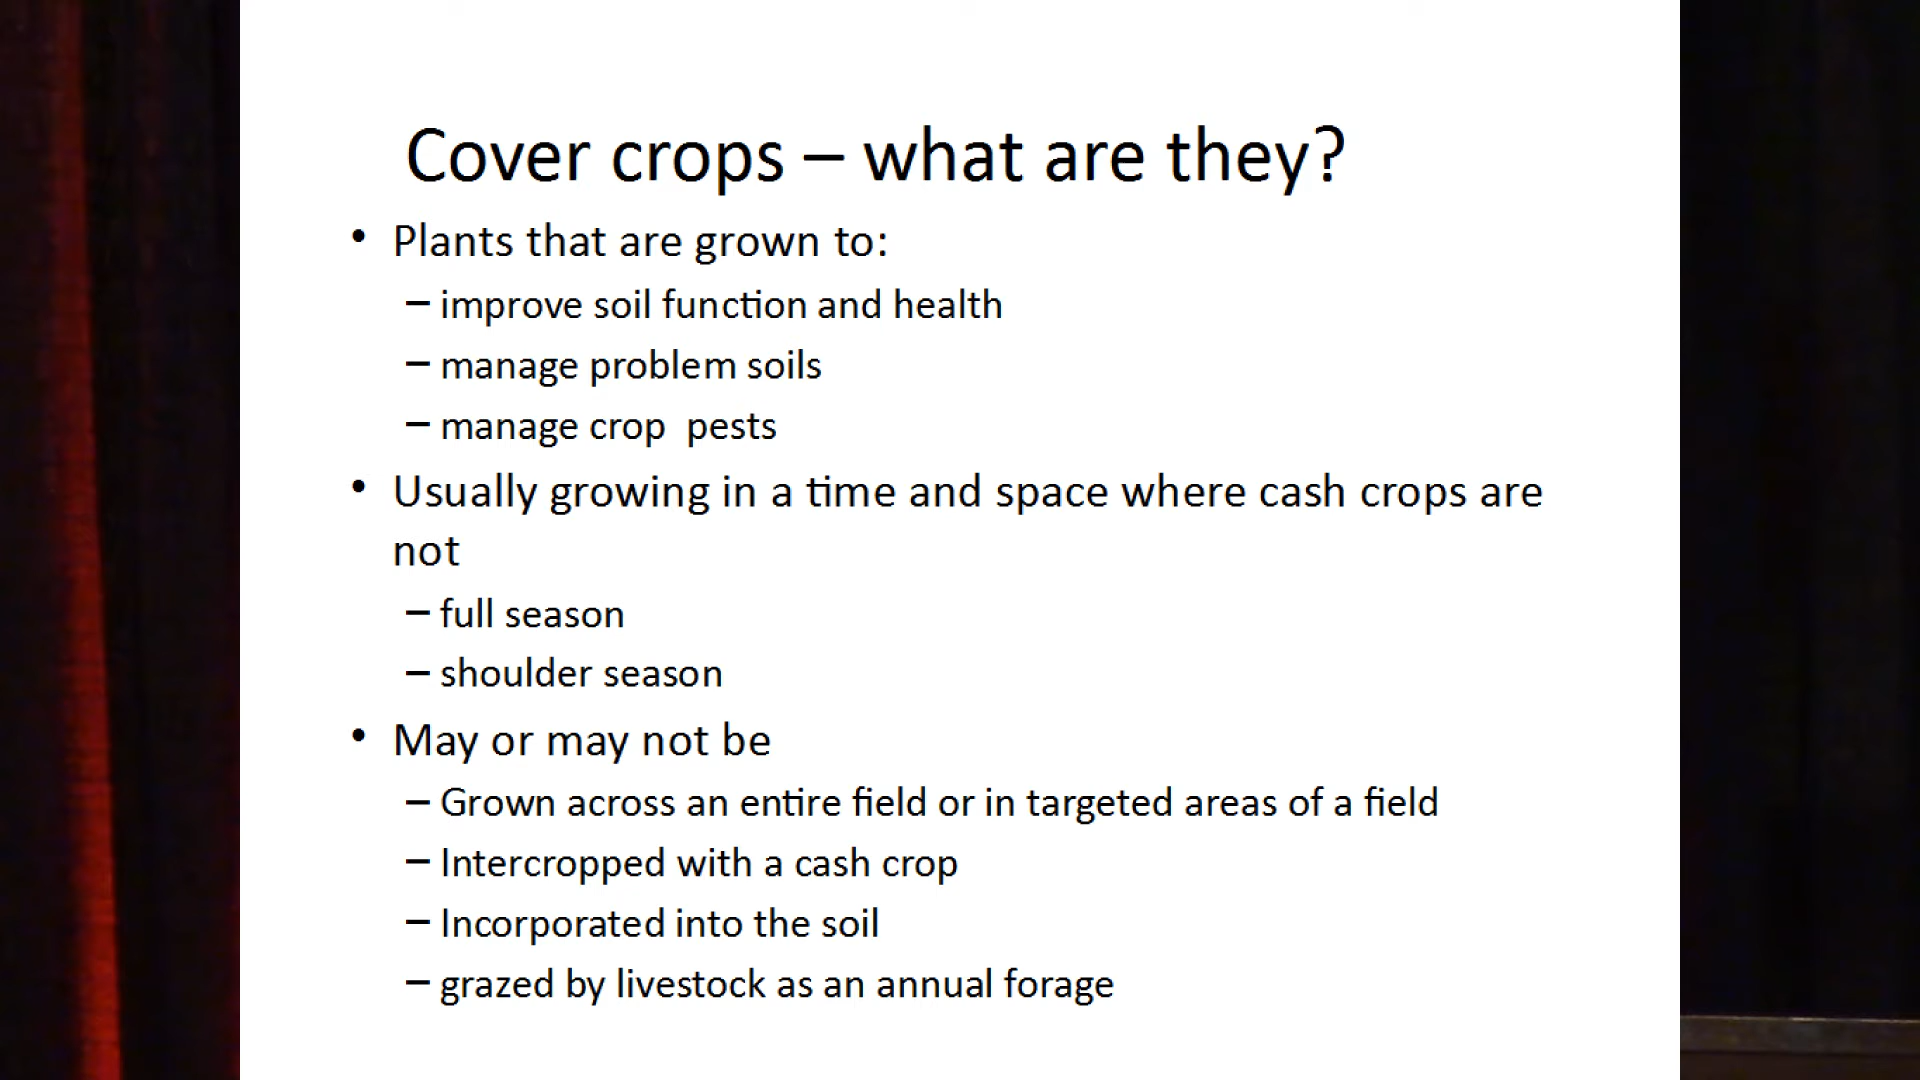 Cover crops – what are they?
• Plants that are grown to:
– improve soil function and health
– manage problem soils
– manage crop  pests
• Usually growing in a time and space where cash crops are
not
– full season
– shoulder season
• May or may not be
– Grown across an entire field or in targeted areas of a field
– Intercropped with a cash crop
– Incorporated into the soil
– grazed by livestock as an annual forage